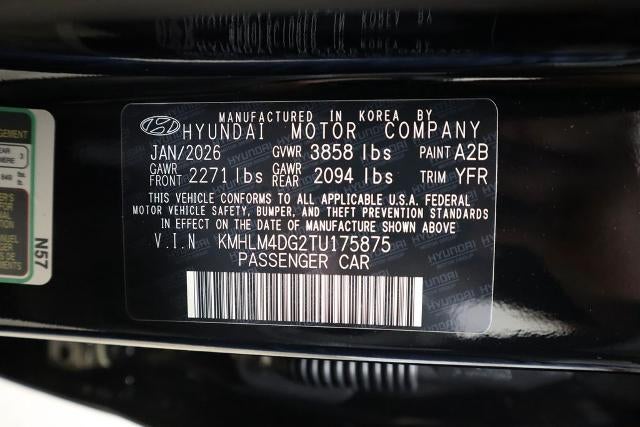 MANUFACTURED IN KOREA BY
HYUNDAI MOTOR COMPANY
JAN/2026 GVWR 3858 lbs PAINT A2B
GAWR FRONT 2271 lbs GAWR REAR 2094 lbs TRIM YFR
THIS VEHICLE CONFORMS TO ALL APPLICABLE U.S.A. FEDERAL
MOTOR VEHICLE SAFETY, BUMPER, AND THEFT PREVENTION STANDARDS
IN EFFECT ON THE DATE OF MANUFACTURE SHOWN ABOVE
V.I.N KMHLM4DG2TU175875
PASSENGER CAR
N57